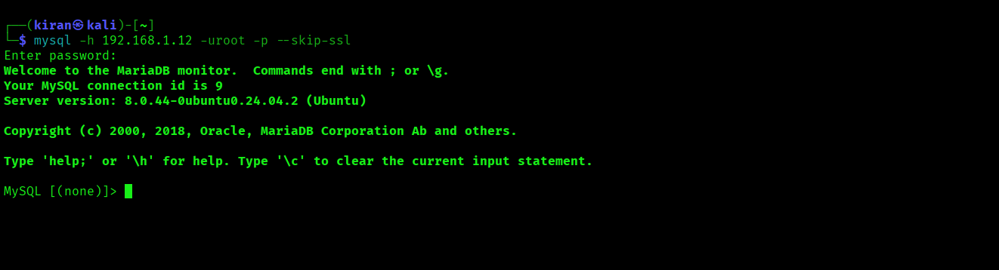 ┌──(kiran㉿kali)-[~]
└─$ mysql -h 192.168.1.12 -uroot -p --skip-ssl
Enter password:
Welcome to the MariaDB monitor.  Commands end with ; or \g.
Your MySQL connection id is 9
Server version: 8.0.44-0ubuntu0.24.04.2 (Ubuntu)
Copyright (c) 2000, 2018, Oracle, MariaDB Corporation Ab and others.
Type 'help;' or '\h' for help. Type '\c' to clear the current input statement.
MySQL [(none)]>